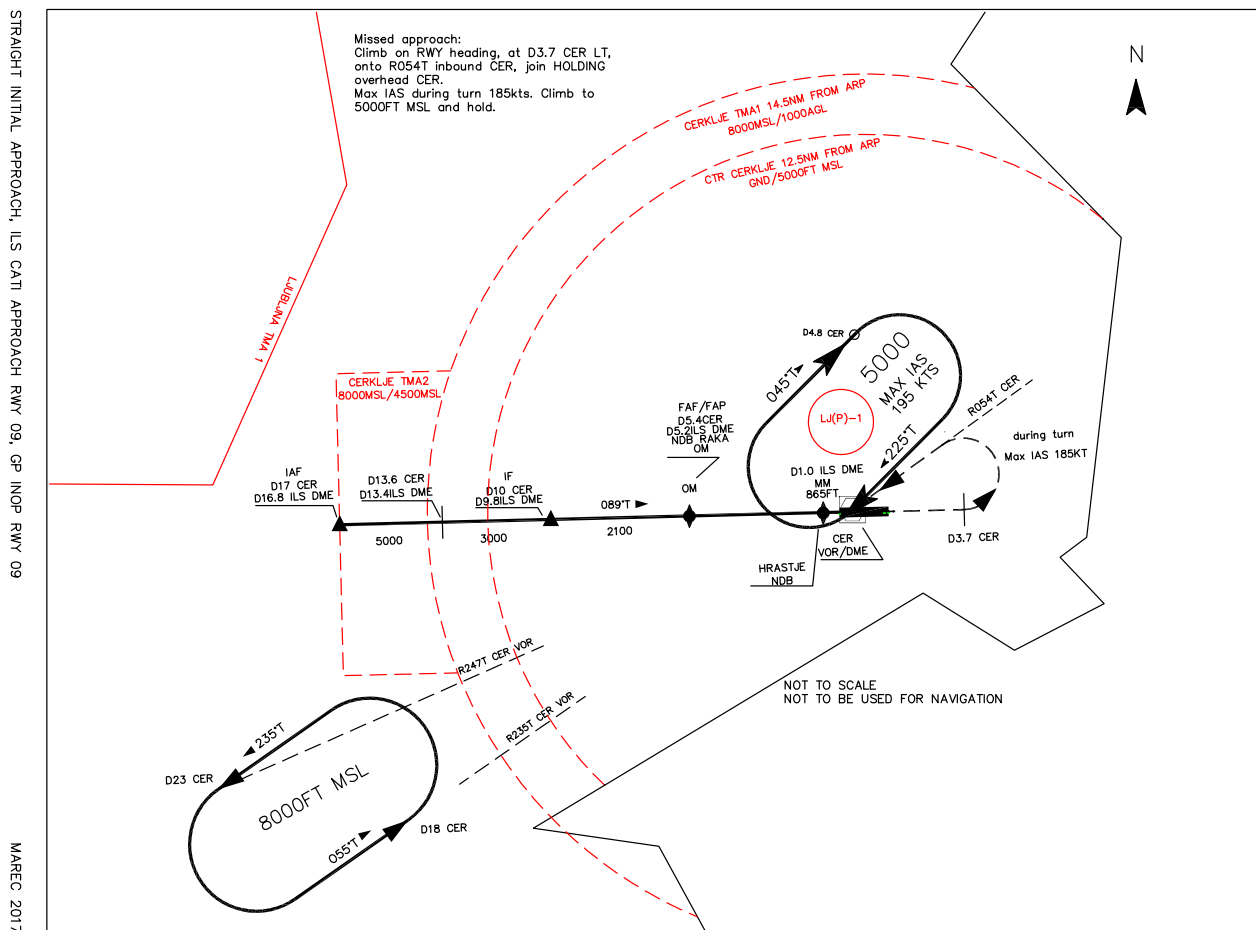 STRAIGHT INITIAL APPROACH, ILS CATI APPROACH RWY 09, GP INOP RWY 09
MAREC 2017
Missed approach:
Climb on RWY heading, at D3.7 CER LT,
onto R054T inbound CER, join HOLDING
overhead CER.
Max IAS during turn 185kts. Climb to
5000FT MSL and hold.
N
CERKLJE TMA1 14.5NM FROM ARP
8000MSL/1000AGL
CTR CERKLJE 12.5NM FROM ARP
GND/5000FT MSL
LJUBLJNA TMA 1
CERKLJE TMA2
8000MSL/4500MSL
D4.8 CER
5000
MAX IAS
195 KTS
045°T
225°T
LJ(P)-1
R054T CER
during turn
Max IAS 185KT
FAF/FAP
D5.4CER
D5.2ILS DME
NDB RAKA
OM
OM
D1.0 ILS DME
MM
865FT
IAF
D17 CER
D16.8 ILS DME
D13.6 CER
D13.4ILS DME
IF
D10 CER
D9.8ILS DME
089°T
5000
3000
2100
CER
VOR/DME
D3.7 CER
HRASTJE
NDB
R247T CER VOR
R235T CER VOR
NOT TO SCALE
NOT TO BE USED FOR NAVIGATION
235°T
D23 CER
8000FT MSL
055°T
D18 CER